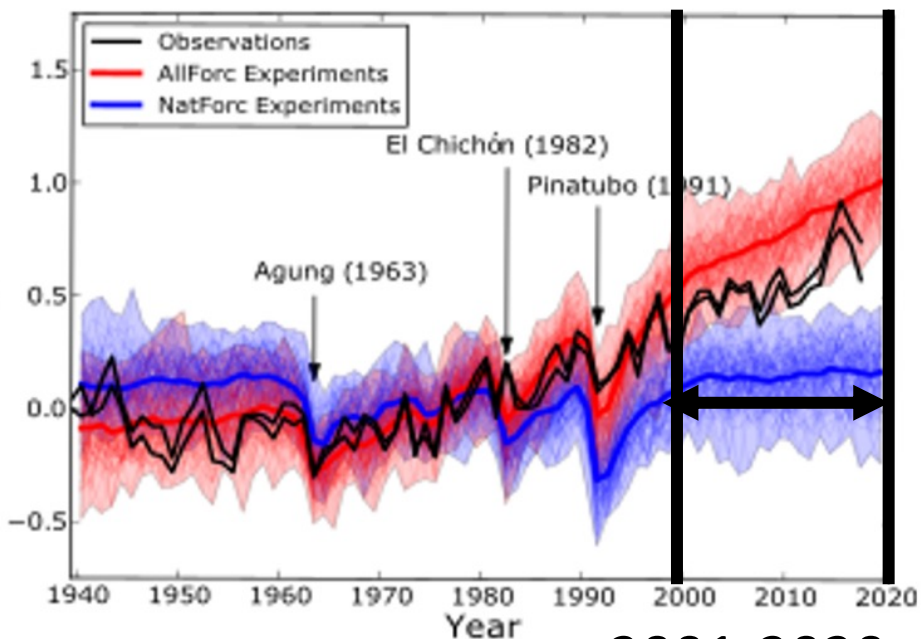 Observations
AllForc Experiments
NatForc Experiments
El Chichón (1982)
Pinatubo (1991)
Agung (1963)
1.5
1.0
0.5
0.0
−0.5
1940 1950 1960 1970 1980 1990 2000 2010 2020
Year